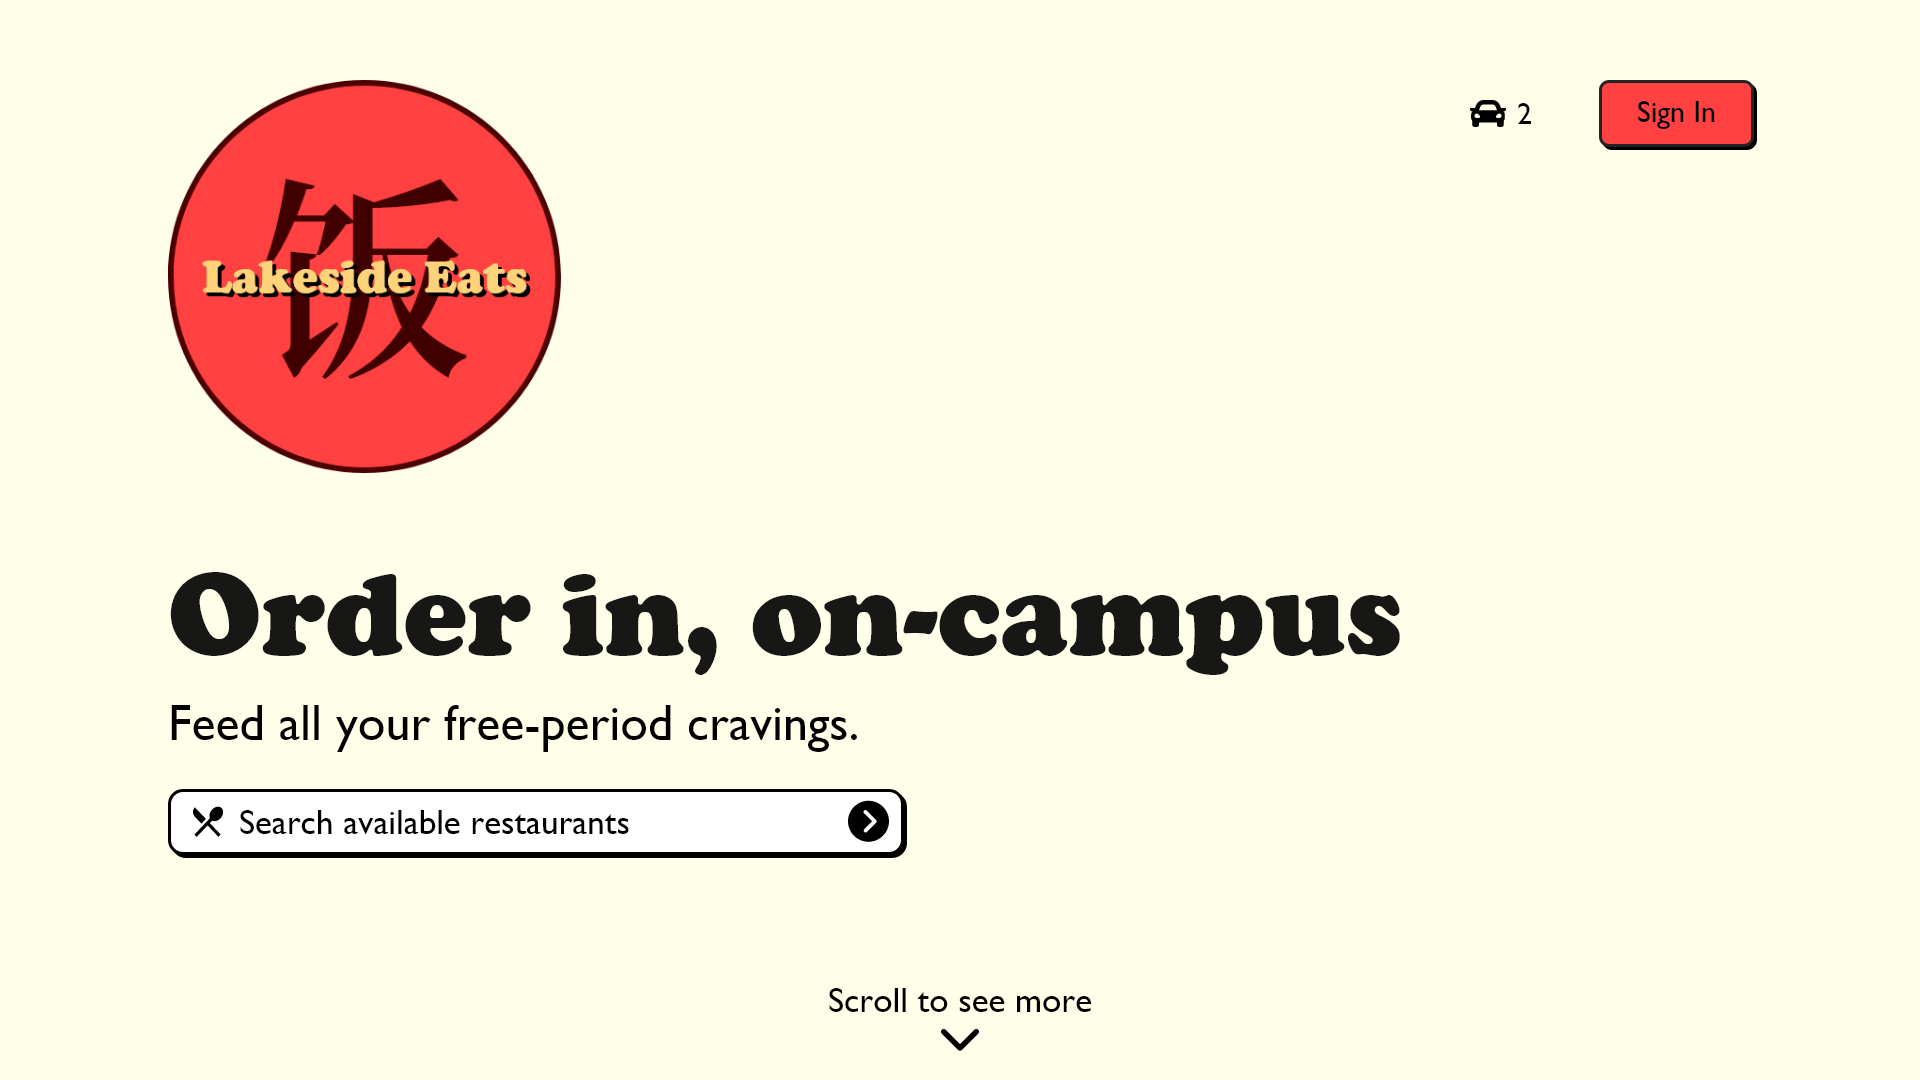 饭
Lakeside Eats
2
Sign In
Order in, on-campus
Feed all your free-period cravings.
Search available restaurants
Scroll to see more